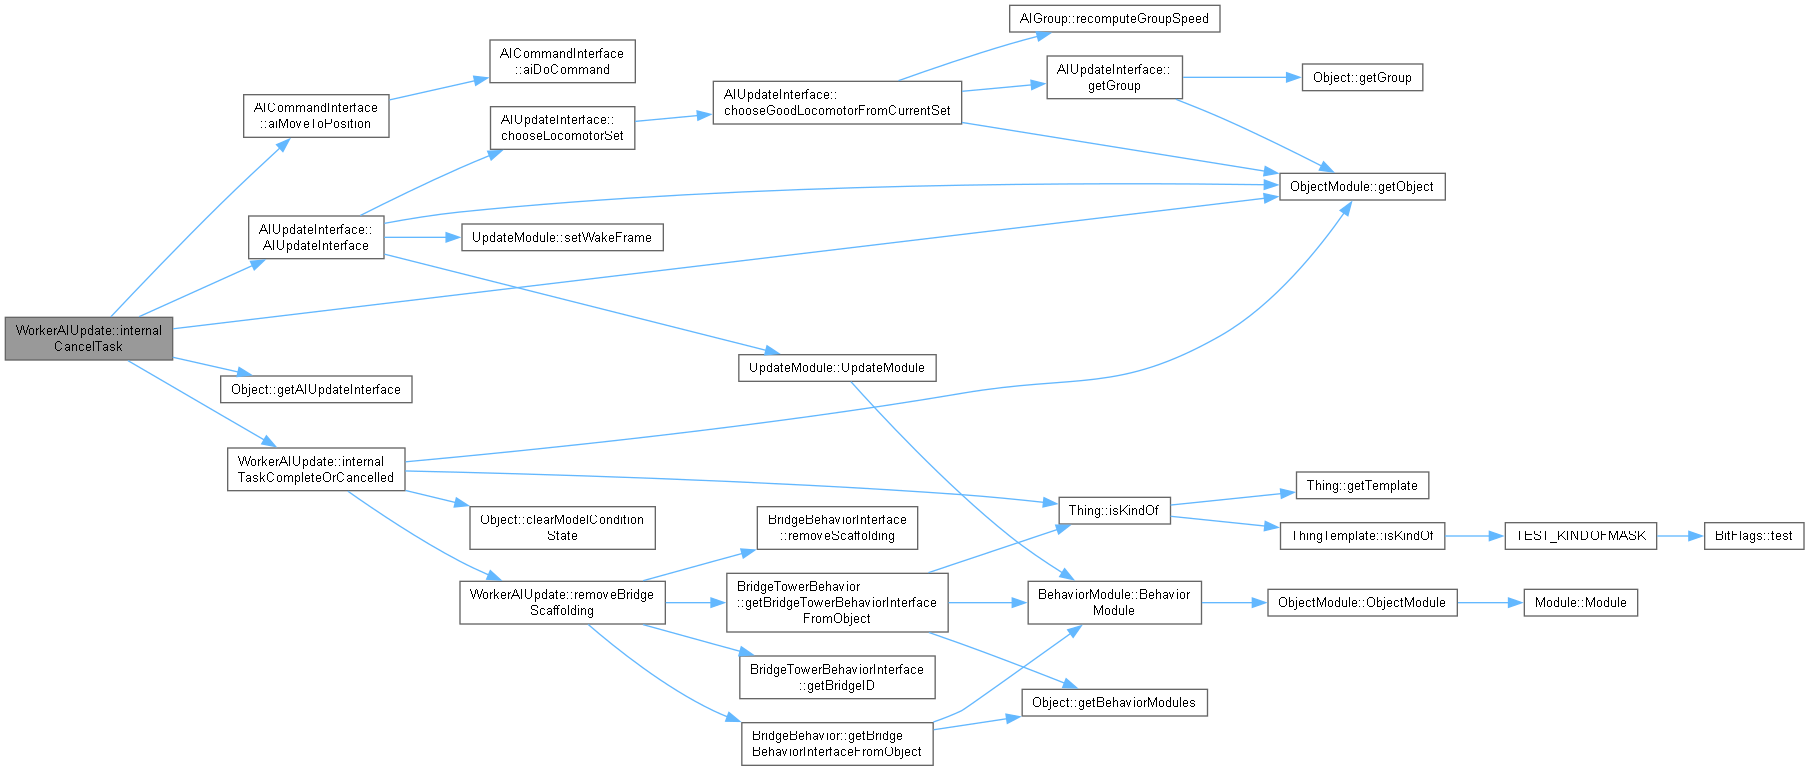 AIGroup::recomputeGroupSpeed
AICommandInterface
::aiDoCommand
AIUpdateInterface::
getGroup
Object::getGroup
AIUpdateInterface::
chooseGoodLocomotorFromCurrentSet
AICommandInterface
::aiMoveToPosition
AIUpdateInterface::
chooseLocomotorSet
ObjectModule::getObject
AIUpdateInterface::
AIUpdateInterface
UpdateModule::setWakeFrame
WorkerAIUpdate::internal
CancelTask
UpdateModule::UpdateModule
Object::getAIUpdateInterface
WorkerAIUpdate::internal
TaskCompleteOrCancelled
Thing::getTemplate
Thing::isKindOf
Object::clearModelCondition
State
BridgeBehaviorInterface
::removeScaffolding
ThingTemplate::isKindOf
TEST_KINDOFMASK
BitFlags::test
WorkerAIUpdate::removeBridge
Scaffolding
BridgeTowerBehavior
::getBridgeTowerBehaviorInterface
FromObject
BehaviorModule::Behavior
Module
ObjectModule::ObjectModule
Module::Module
BridgeTowerBehaviorInterface
::getBridgeID
Object::getBehaviorModules
BridgeBehavior::getBridge
BehaviorInterfaceFromObject